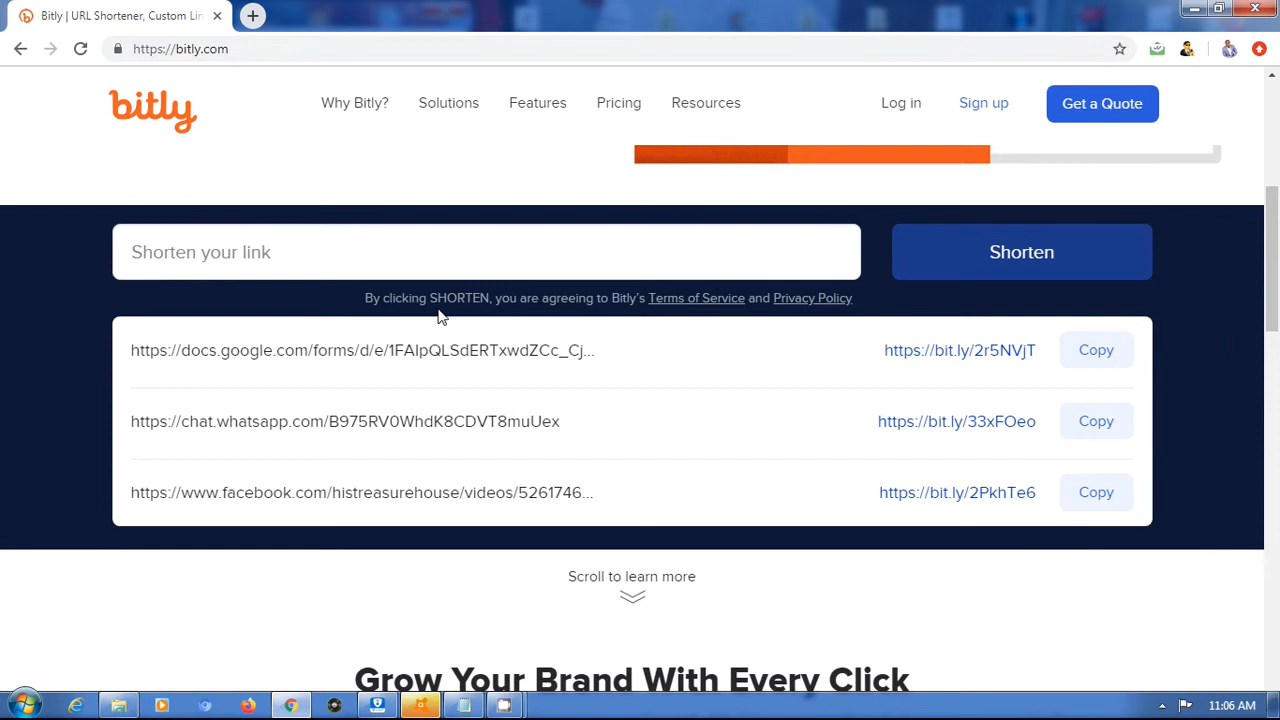 Bitly | URL Shortener, Custom Lin
https://bitly.com
bitly
Why Bitly?
Solutions
Features
Pricing
Resources
Log in
Sign up
Get a Quote
Shorten your link
Shorten
By clicking SHORTEN, you are agreeing to Bitly's Terms of Service and Privacy Policy
https://docs.google.com/forms/d/e/1FAIpQLSdERTxwdZCc_Cj...
https://bit.ly/2r5NVjT
Copy
https://chat.whatsapp.com/B975RV0WhdK8CDVT8muUex
https://bit.ly/33xFOeo
Copy
https://www.facebook.com/histreasurehouse/videos/5261746...
https://bit.ly/2PkhTe6
Copy
Scroll to learn more
Grow Your Brand With Every Click
11:06 AM